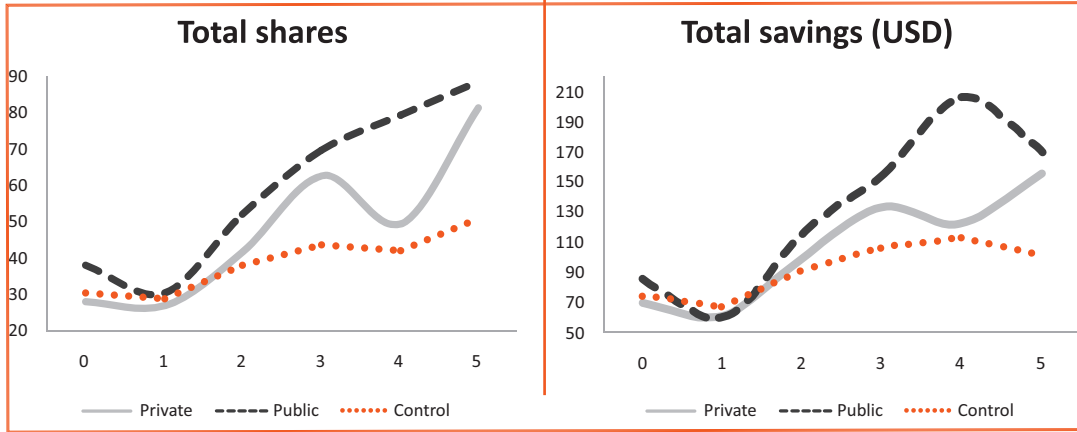 Total shares
90
80
70
60
50
40
30
20
0 1 2 3 4 5
Private Public Control
Total savings (USD)
210
190
170
150
130
110
90
70
50
0 1 2 3 4 5
Private Public Control